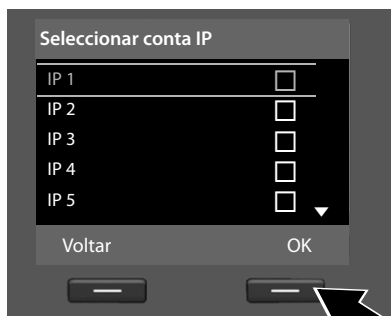 Seleccionar conta IP
IP 1
IP 2
IP 3
IP 4
IP 5
Voltar OK